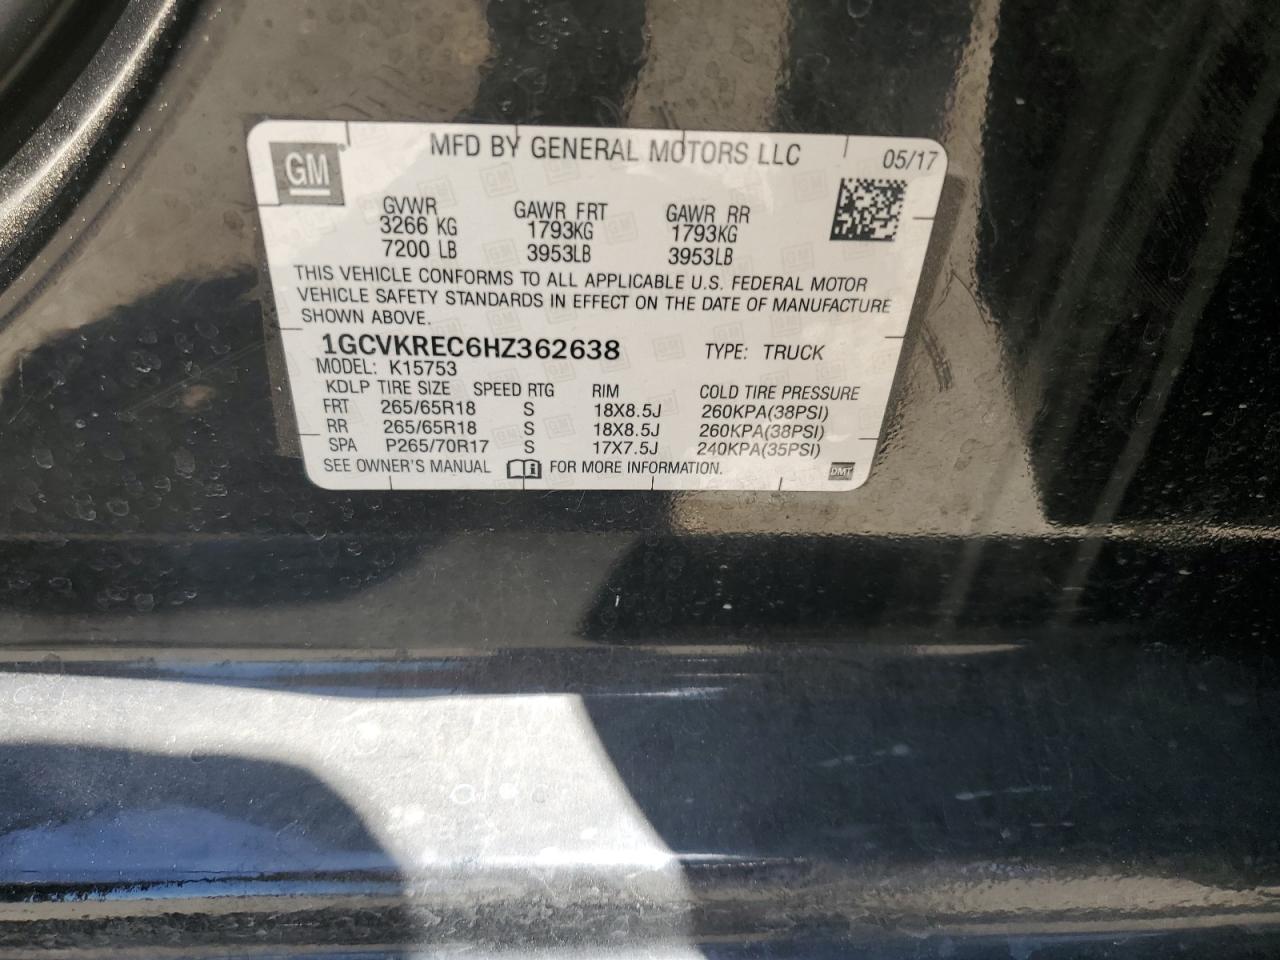 GM
MFD BY GENERAL MOTORS LLC 05/17
GVWR GAWR FRT GAWR RR
3266 KG 1793KG 1793KG
7200 LB 3953LB 3953LB
THIS VEHICLE CONFORMS TO ALL APPLICABLE U.S. FEDERAL MOTOR
VEHICLE SAFETY STANDARDS IN EFFECT ON THE DATE OF MANUFACTURE
SHOWN ABOVE.
1GCVKREC6HZ362638 TYPE: TRUCK
MODEL: K15753
KDLP TIRE SIZE SPEED RTG RIM COLD TIRE PRESSURE
FRT 265/65R18 S 18X8.5J 260KPA(38PSI)
RR 265/65R18 S 18X8.5J 260KPA(38PSI)
SPA P265/70R17 S 17X7.5J 240KPA(35PSI)
SEE OWNER'S MANUAL FOR MORE INFORMATION.
DMT